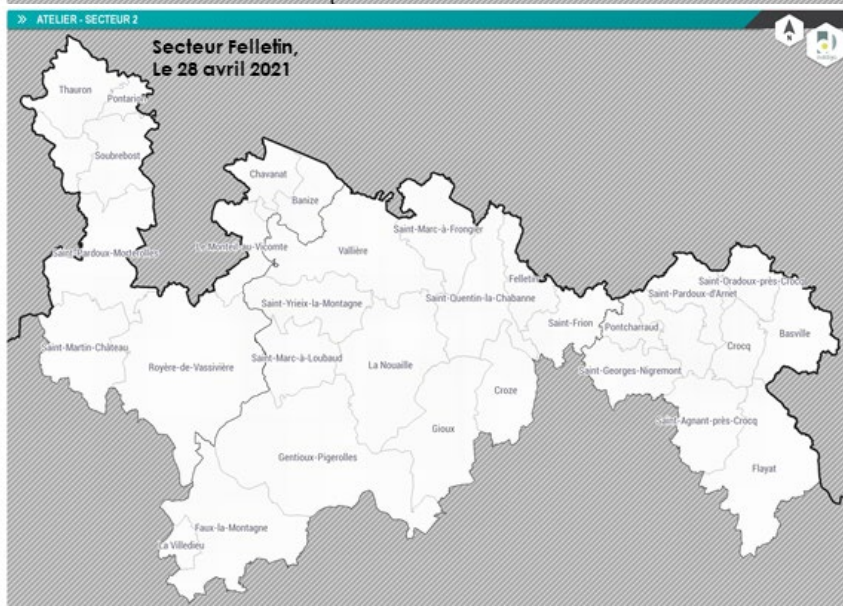 ATELIER - SECTEUR 2
Secteur Felletin,
Le 28 avril 2021
N
Thauron
Pontarion
Soubrebost
Chavanat
Banize
Saint-Marc-à-Frongier
Le Monteil-au-Vicomte
Vallière
Saint-Pardoux-Morterolles
Felletin
Saint-Oradoux-près-Crocq
Saint-Pardoux-d'Arnet
Saint-Yrieix-la-Montagne
Saint-Quentin-la-Chabanne
Saint-Frion
Pontcharraud
Basville
Saint-Martin-Château
Crocq
Royère-de-Vassivière
Saint-Marc-à-Loubaud
La Nouaille
Saint-Georges-Nigremont
Croze
Saint-Agnant-près-Crocq
Gioux
Gentioux-Pigerolles
Flayat
Faux-la-Montagne
La Villedieu